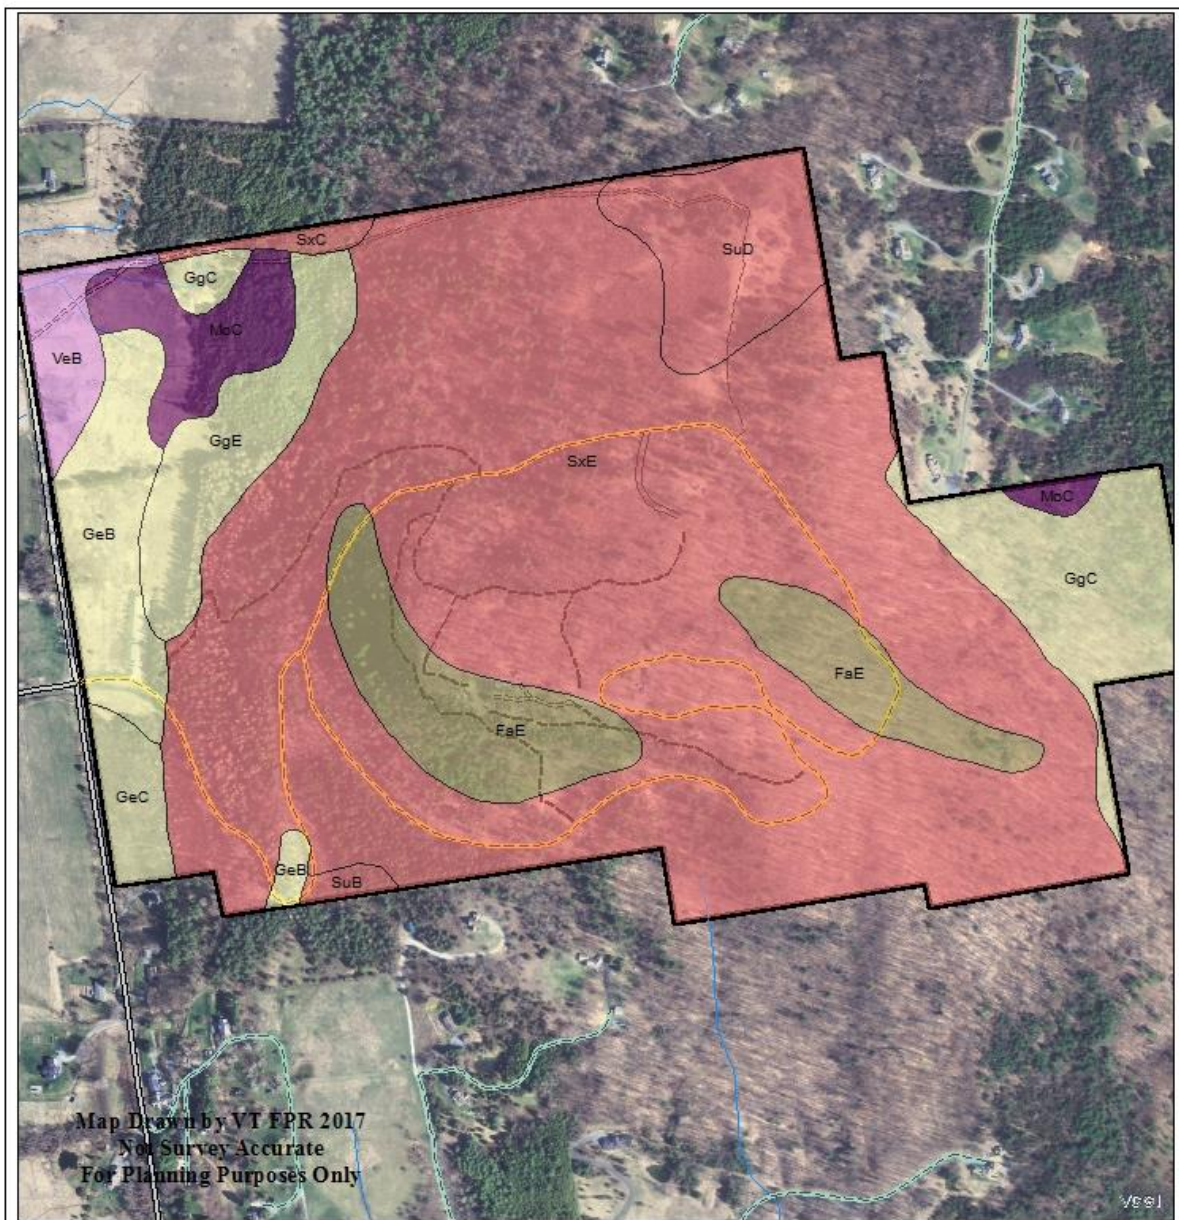 SxC
SuD
GgC
MoC
VeB
GgE
SxE
MoC
GeB
GgC
FaE
FaE
GeC
GeB
SuB
Map Drawn by VT FPR 2017
Not Survey Accurate
For Planning Purposes Only